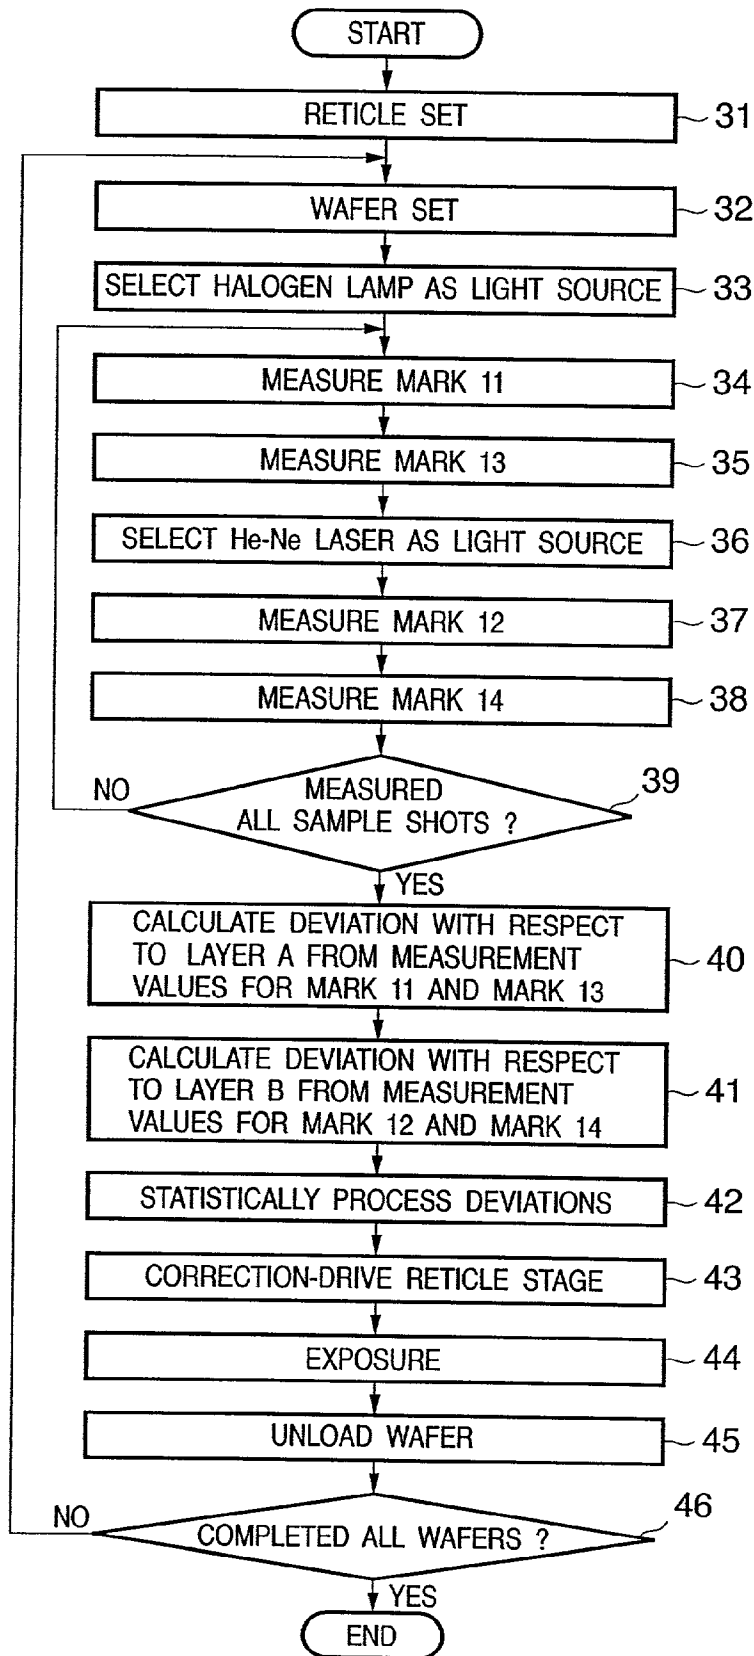 START
RETICLE SET
31
WAFER SET
32
SELECT HALOGEN LAMP AS LIGHT SOURCE
33
MEASURE MARK 11
34
MEASURE MARK 13
35
SELECT He-Ne LASER AS LIGHT SOURCE
36
MEASURE MARK 12
37
MEASURE MARK 14
38
NO
MEASURED
ALL SAMPLE SHOTS ?
39
YES
CALCULATE DEVIATION WITH RESPECT
TO LAYER A FROM MEASUREMENT
VALUES FOR MARK 11 AND MARK 13
40
CALCULATE DEVIATION WITH RESPECT
TO LAYER B FROM MEASUREMENT
VALUES FOR MARK 12 AND MARK 14
41
STATISTICALLY PROCESS DEVIATIONS
42
CORRECTION-DRIVE RETICLE STAGE
43
EXPOSURE
44
UNLOAD WAFER
45
NO
COMPLETED ALL WAFERS ?
46
YES
END